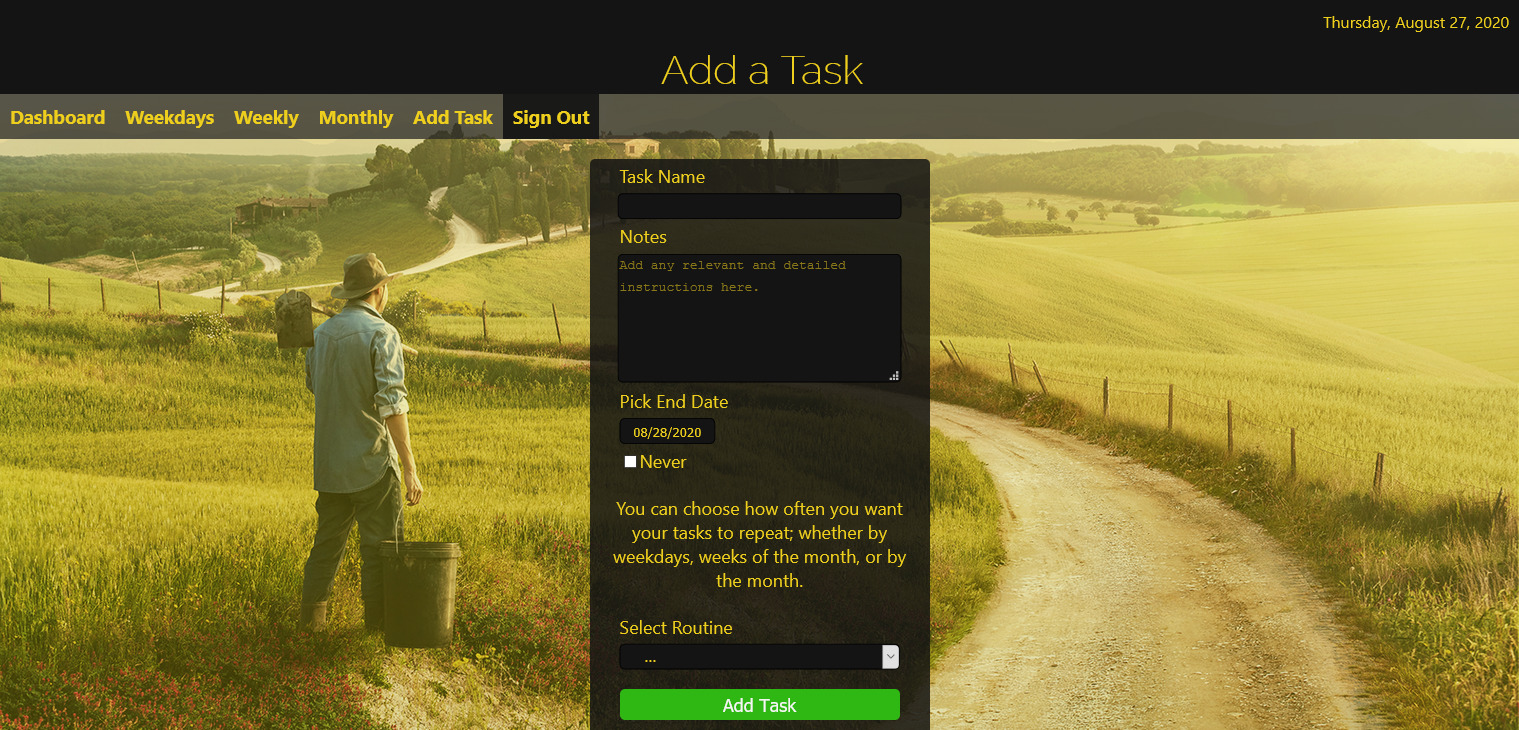 Thursday, August 27, 2020
Add a Task
Dashboard Weekdays Weekly Monthly Add Task Sign Out
Task Name
Notes
Add any relevant and detailed
instructions here.
Pick End Date
08/28/2020
Never
You can choose how often you want
your tasks to repeat; whether by
weekdays, weeks of the month, or by
the month.
Select Routine
...
Add Task